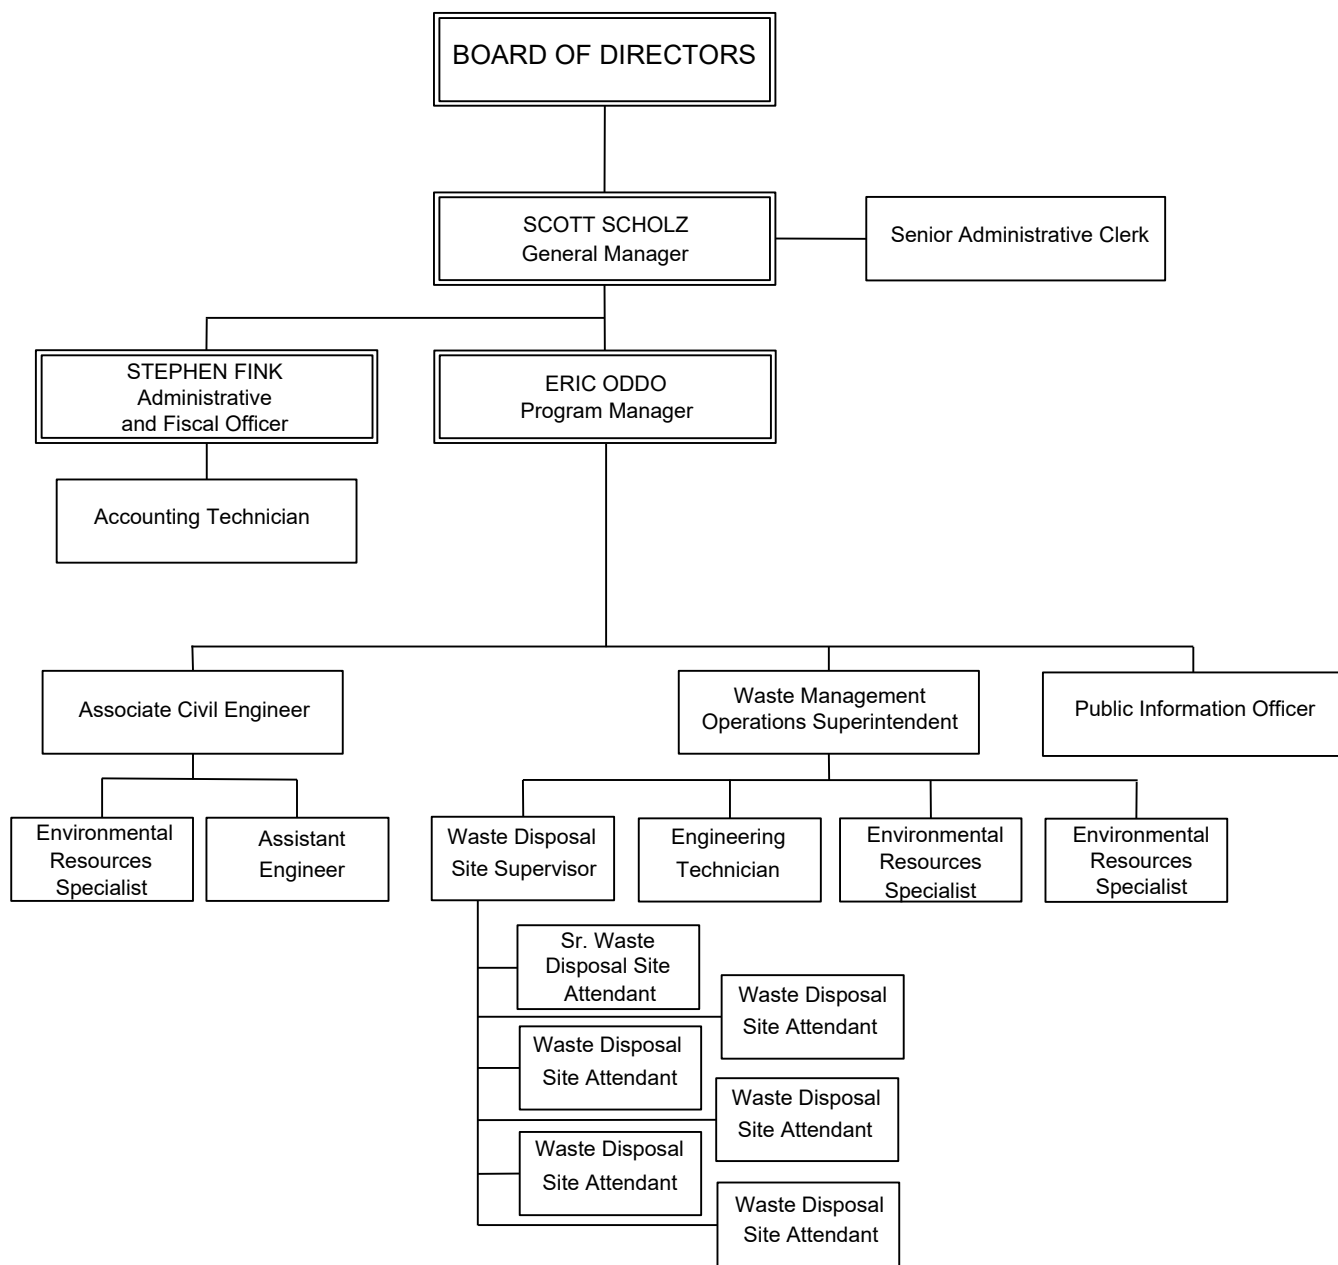 BOARD OF DIRECTORS
SCOTT SCHOLZ
General Manager
Senior Administrative Clerk
STEPHEN FINK
Administrative
and Fiscal Officer
ERIC ODDO
Program Manager
Accounting Technician
Associate Civil Engineer
Waste Management
Operations Superintendent
Public Information Officer
Environmental
Resources
Specialist
Assistant
Engineer
Waste Disposal
Site Supervisor
Engineering
Technician
Environmental
Resources
Specialist
Environmental
Resources
Specialist
Sr. Waste
Disposal Site
Attendant
Waste Disposal
Site Attendant
Waste Disposal
Site Attendant
Waste Disposal
Site Attendant
Waste Disposal
Site Attendant
Waste Disposal
Site Attendant